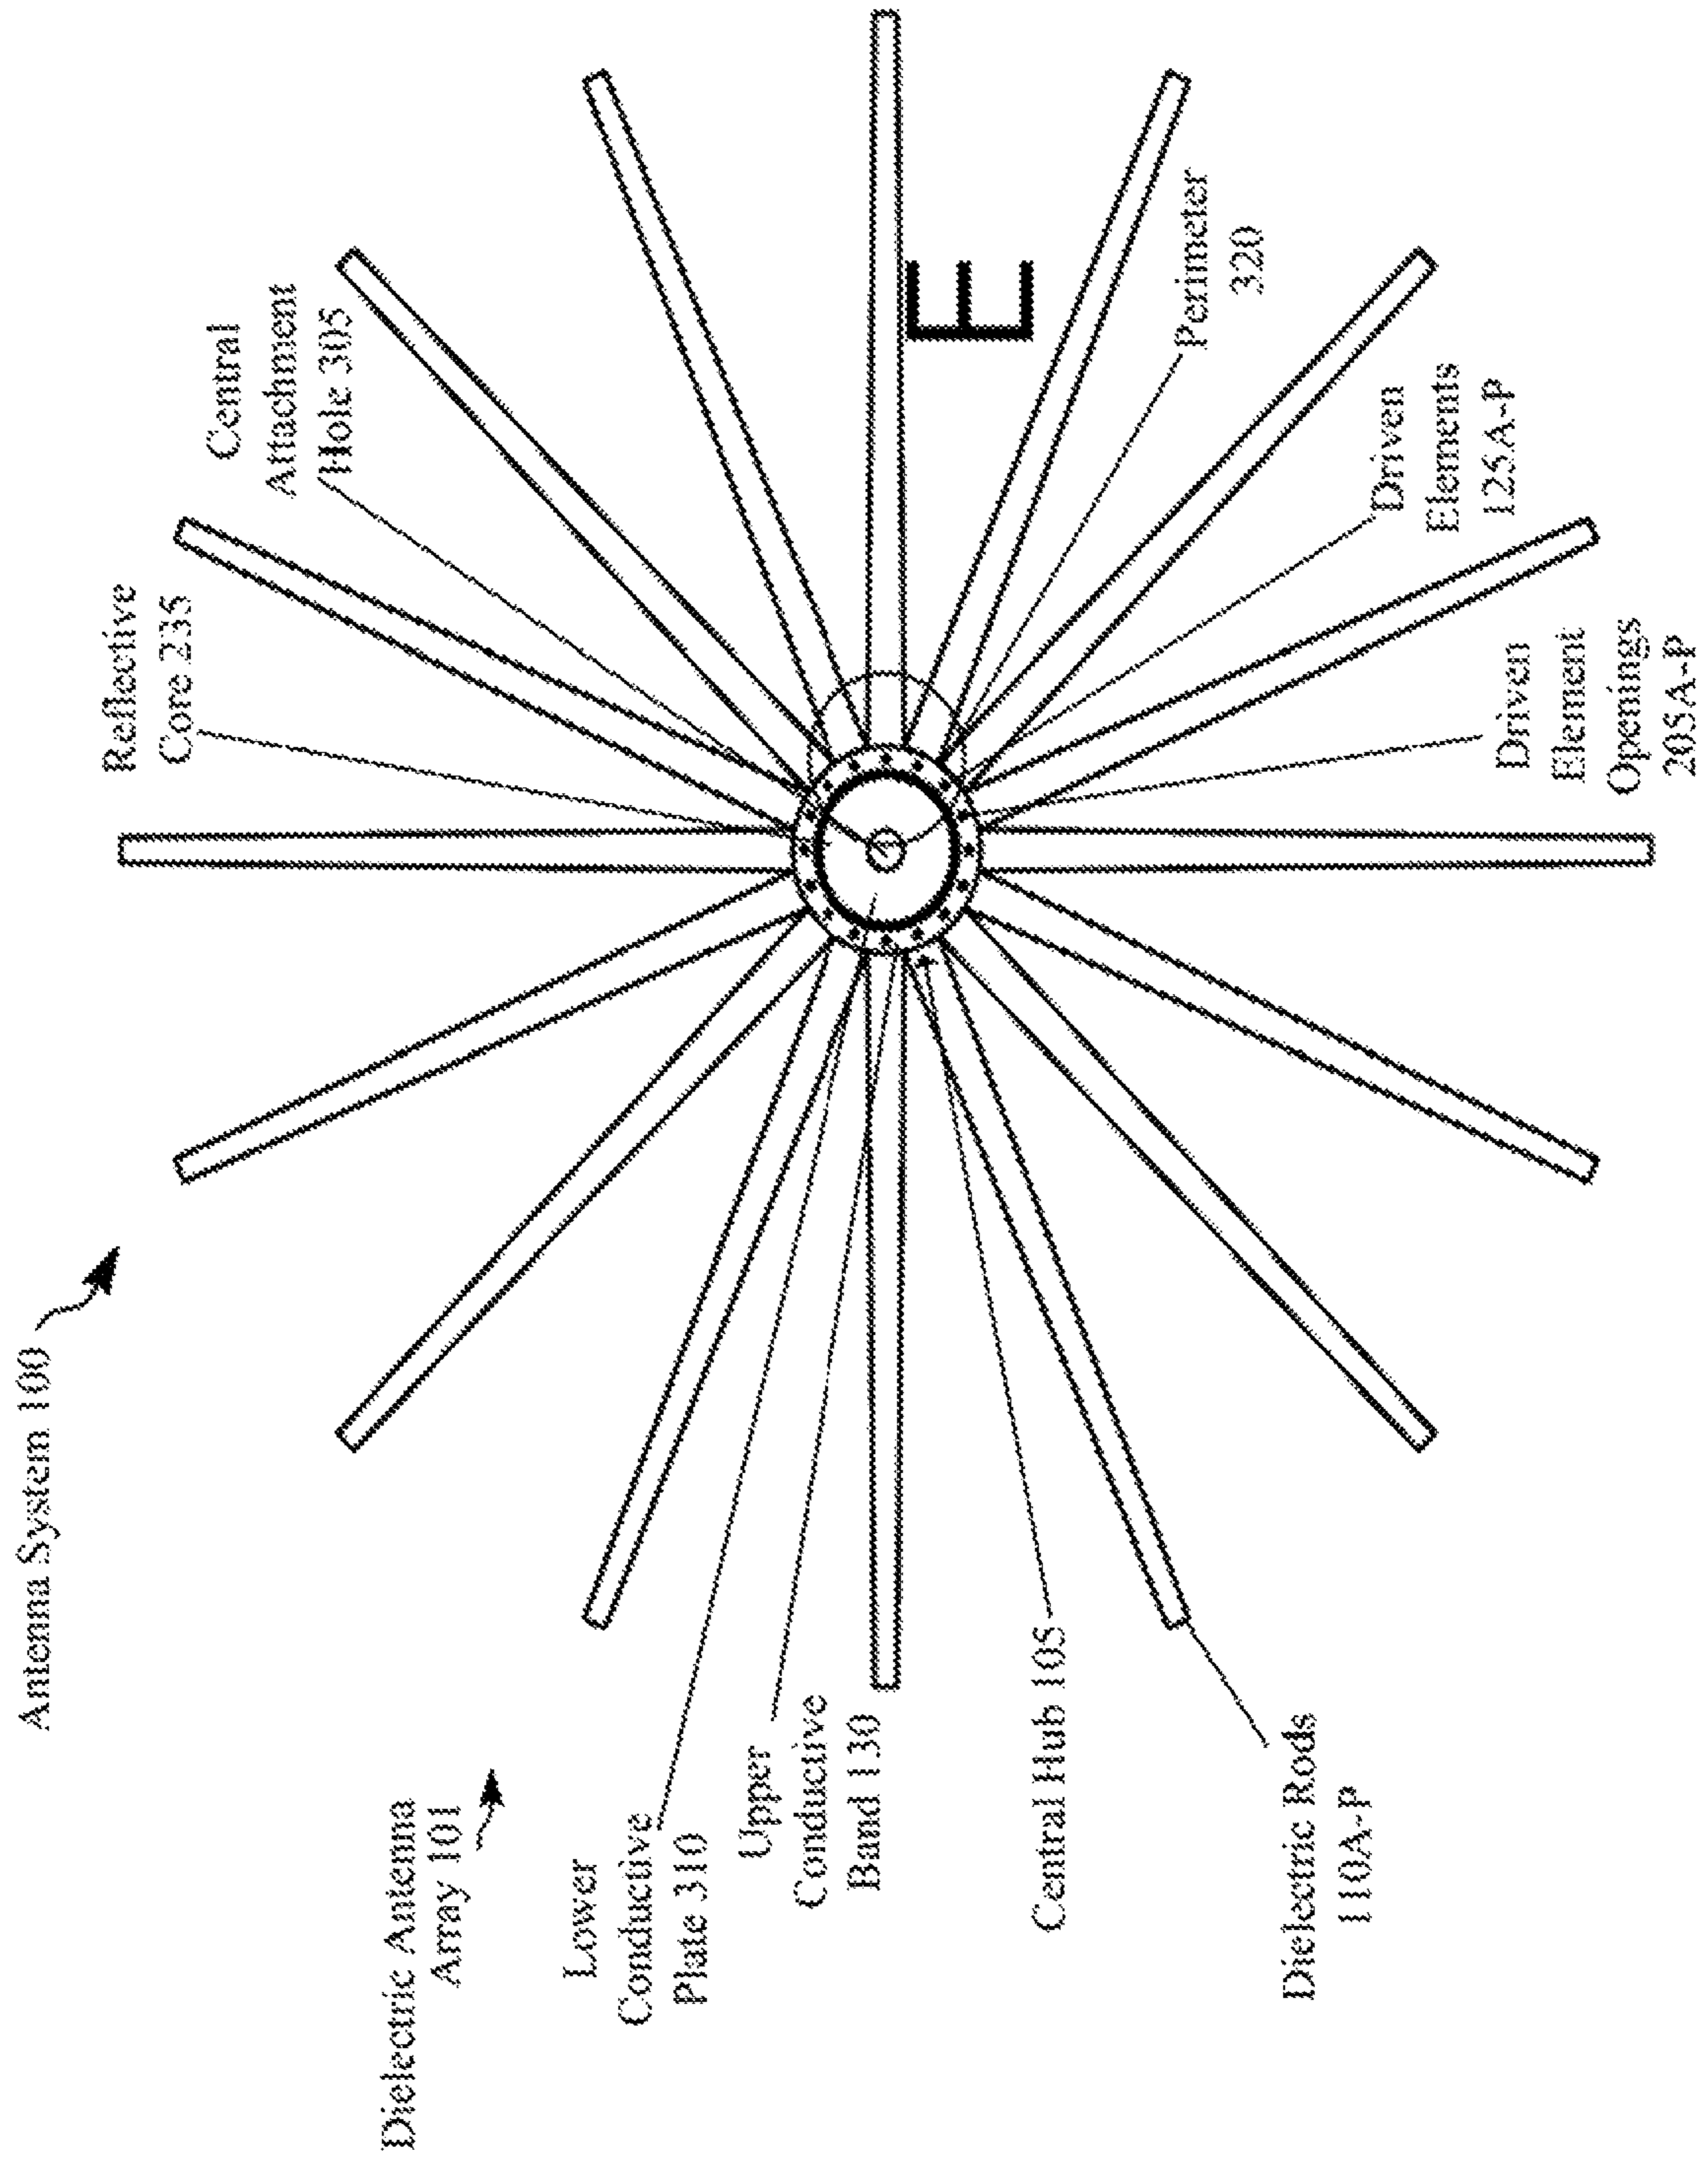 Antenna System 100
Dielectric Antenna
Array 101
Reflective
Core 235
Central
Attachment
Hole 305
Lower
Conductive
Plate 310
Upper
Conductive
Band 130
E
Central Hub 105
Perimeter
320
Dielectric Rods
110A-P
Driven
Elements
125A-P
Driven
Element
Openings
205A-P